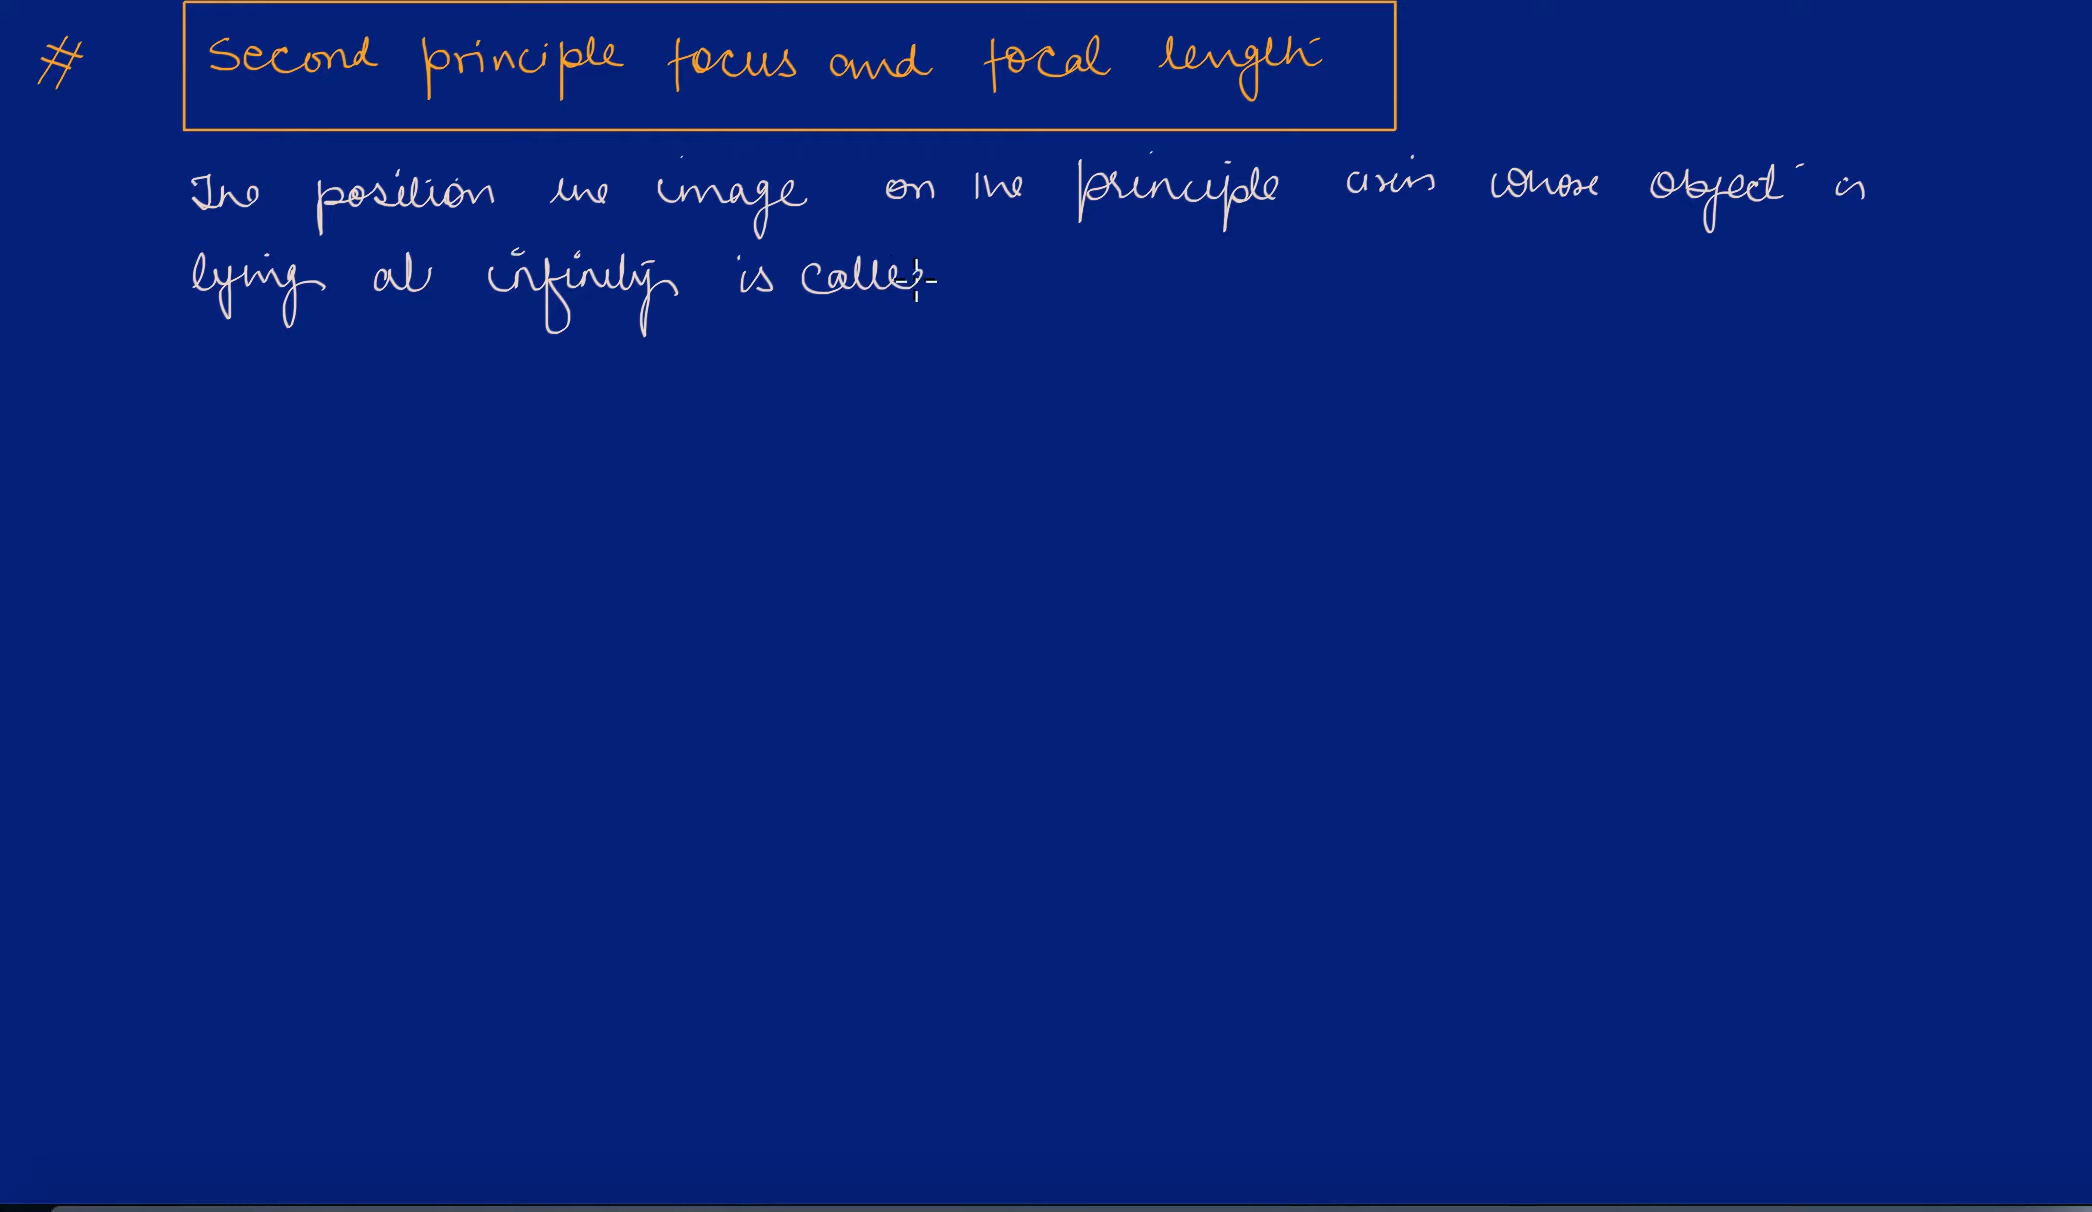 # Second principle focus and focal length
The position the image on the principle axis whose object is
lying at infinity is called